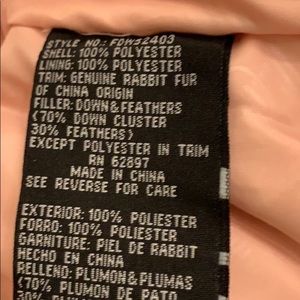 STYLE NO.: FDW52403
SHELL: 100% POLYESTER
LINING: 100% POLYESTER
TRIM: GENUINE RABBIT FUR
OF CHINA ORIGIN
FILLER: DOWN&FEATHERS
(70% DOWN CLUSTER
30% FEATHERS)
EXCEPT POLYESTER IN TRIM
RN 62897
MADE IN CHINA
SEE REVERSE FOR CARE
EXTERIOR: 100% POLIESTER
FORRO: 100% POLIESTER
GARNITURE: PIEL DE RABBIT
HECHO EN CHINA
RELLENO: PLUMON&PLUMAS
(70% PLUMON DE PATO